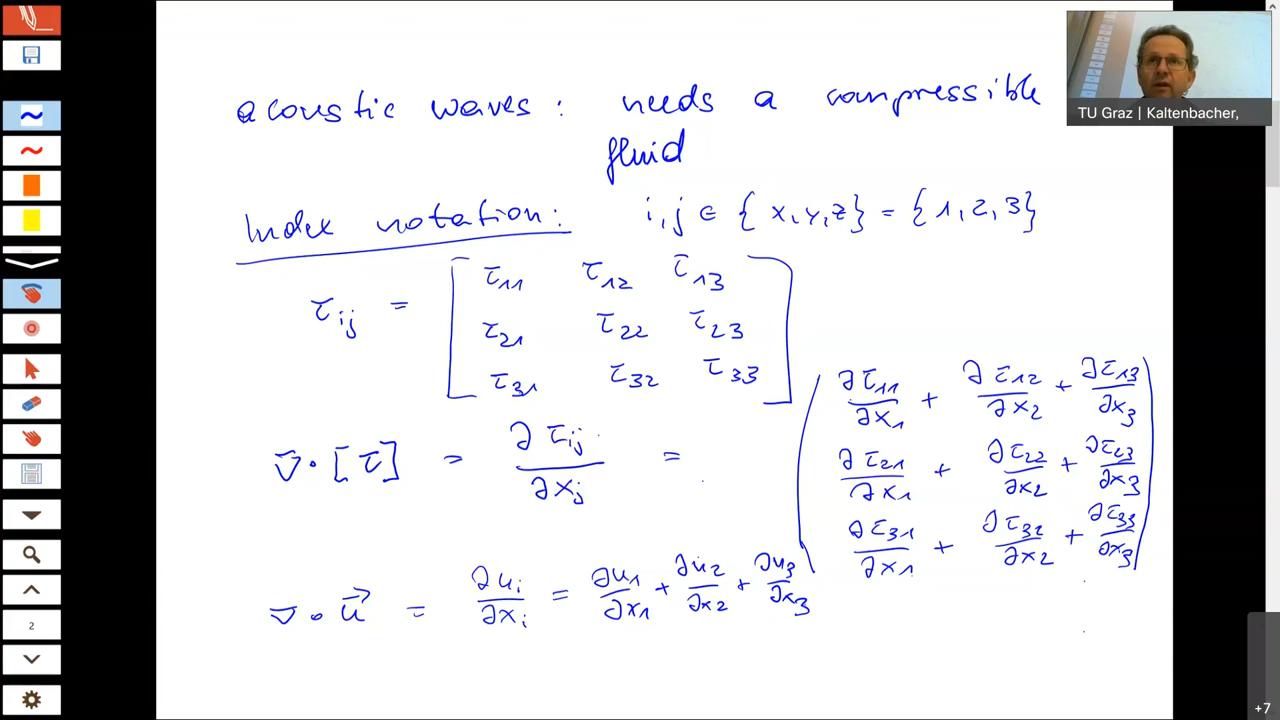 acoustic waves : needs a compressible
fluid
TU Graz | Kaltenbacher,
Index notation: i,j ∈ { x,y,z} = {1,2,3}
τij = [ τ11 τ12 τ13
τ21 τ22 τ23
τ31 τ32 τ33 ]
∇ · [τ] = ∂τij / ∂xj = ( ∂τ11/∂x1 + ∂τ12/∂x2 + ∂τ13/∂x3
∂τ21/∂x1 + ∂τ22/∂x2 + ∂τ23/∂x3
∂τ31/∂x1 + ∂τ32/∂x2 + ∂τ33/∂x3 )
∇ · u⃗ = ∂ui/∂xi = ∂u1/∂x1 + ∂u2/∂x2 + ∂u3/∂x3
2
+7